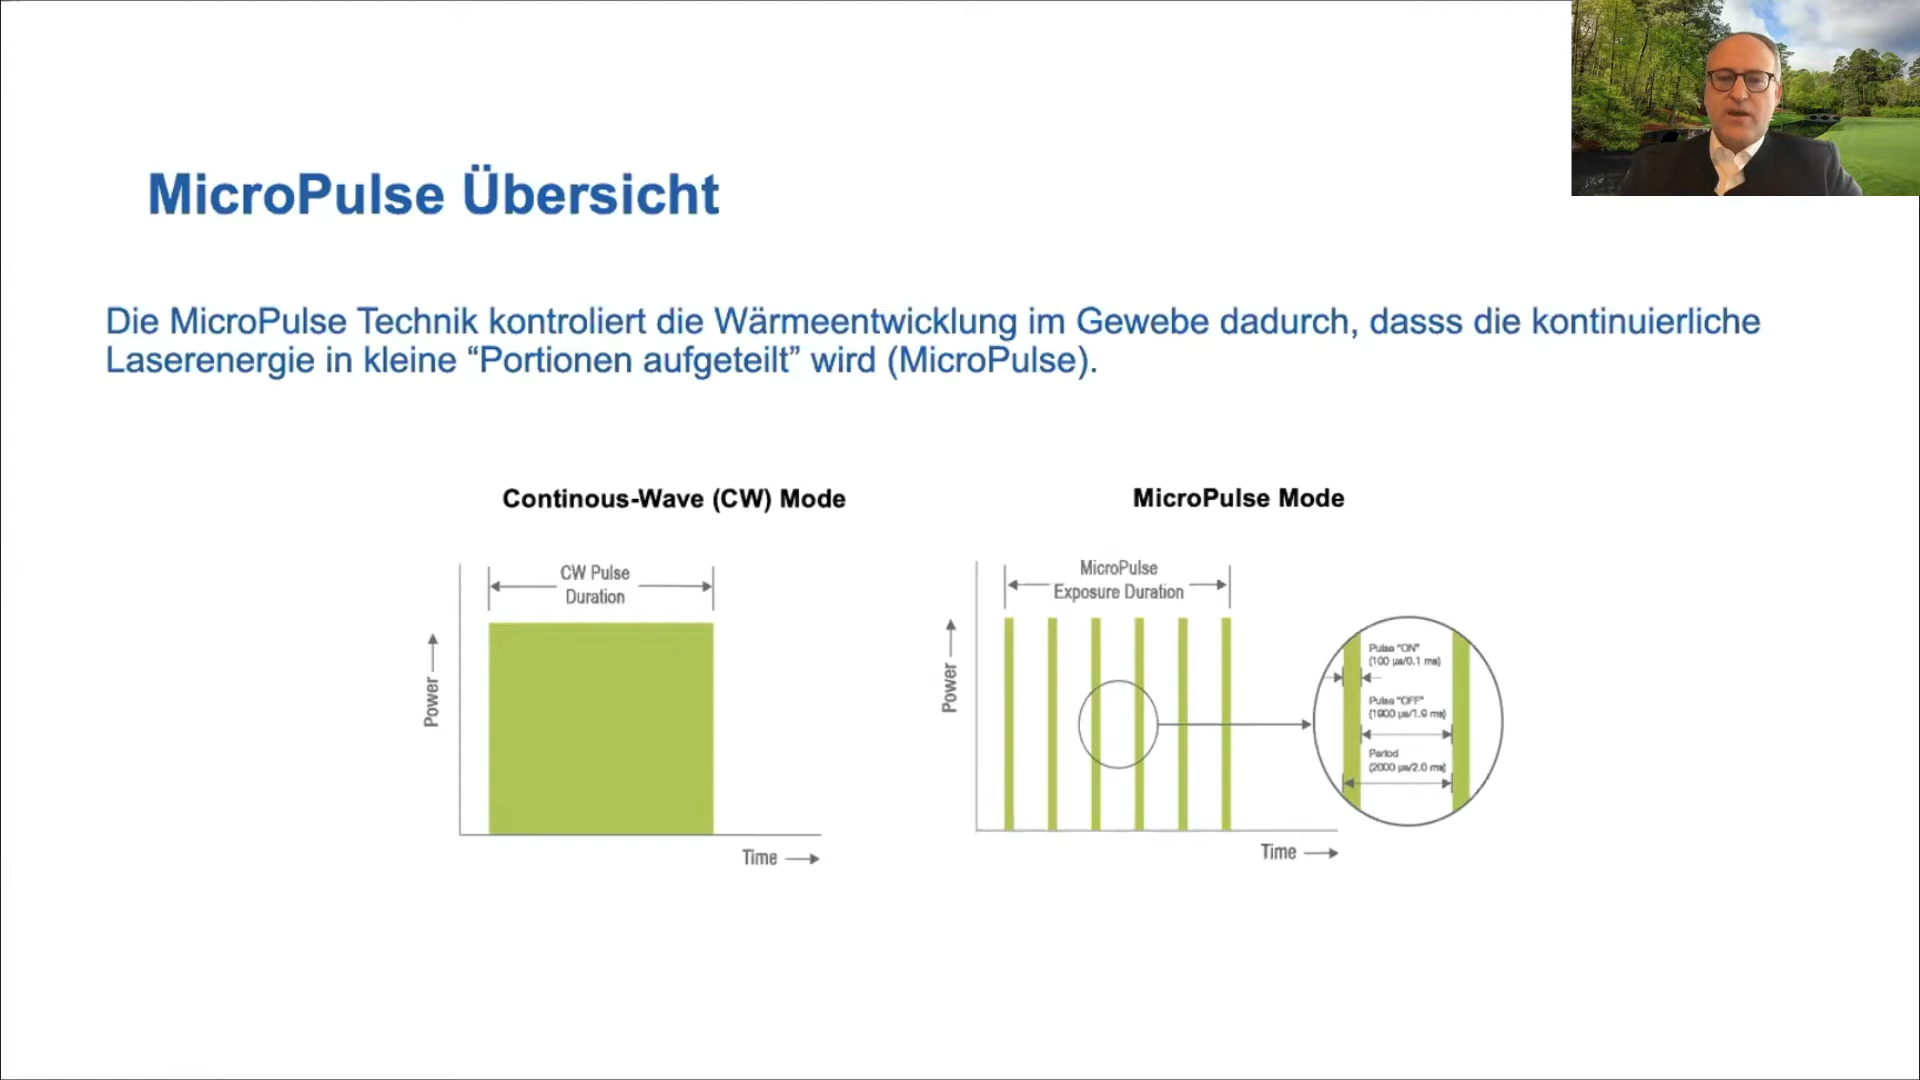 MicroPulse Übersicht
Die MicroPulse Technik kontroliert die Wärmeentwicklung im Gewebe dadurch, dasss die kontinuierliche
Laserenergie in kleine “Portionen aufgeteilt” wird (MicroPulse).
Continous-Wave (CW) Mode
CW Pulse
Duration
Power
Time
MicroPulse Mode
MicroPulse
Exposure Duration
Power
Time
Pulse "ON"
(100 µs/0.1 ms)
Pulse "OFF"
(1900 µs/1.9 ms)
Period
(2000 µs/2.0 ms)